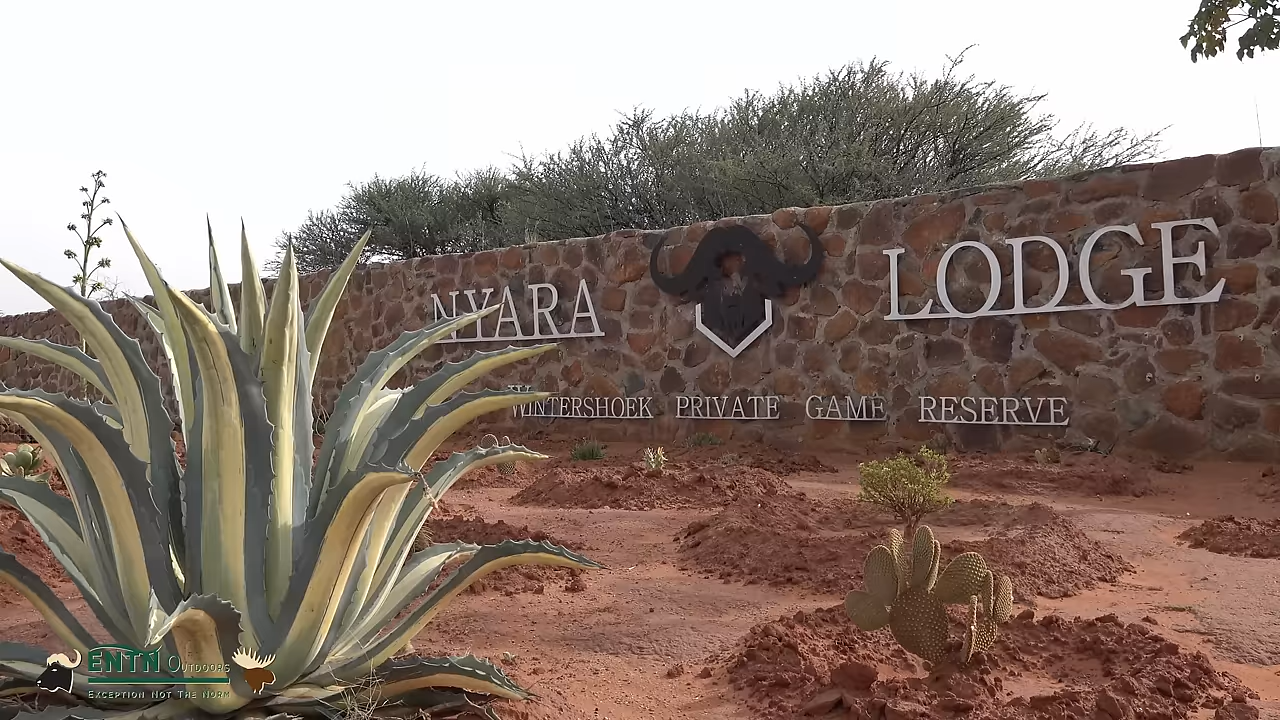 NYARA LODGE
WINTERSHOEK PRIVATE GAME RESERVE
ENTN OUTDOORS
EXCEPTION NOT THE NORM